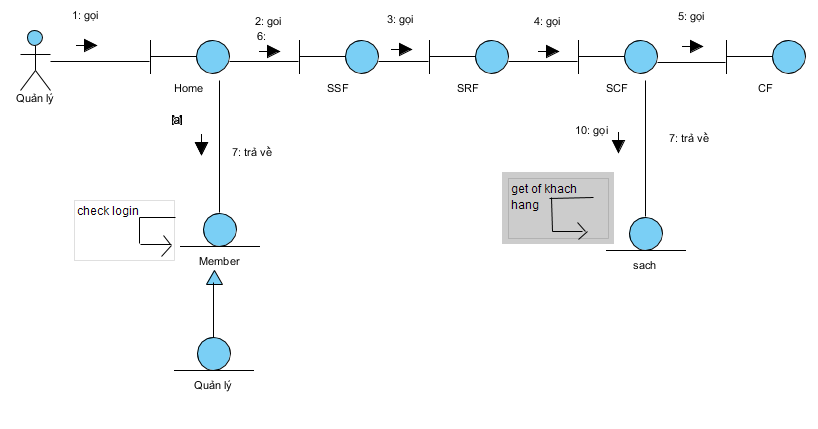 1: gọi
2: gọi
6:
3: gọi
4: gọi
5: gọi
Quản lý
Home
SSF
SRF
SCF
CF
[a]
7: trả về
10: gọi
7: trả về
check login
get of khach
hang
Member
sach
Quản lý